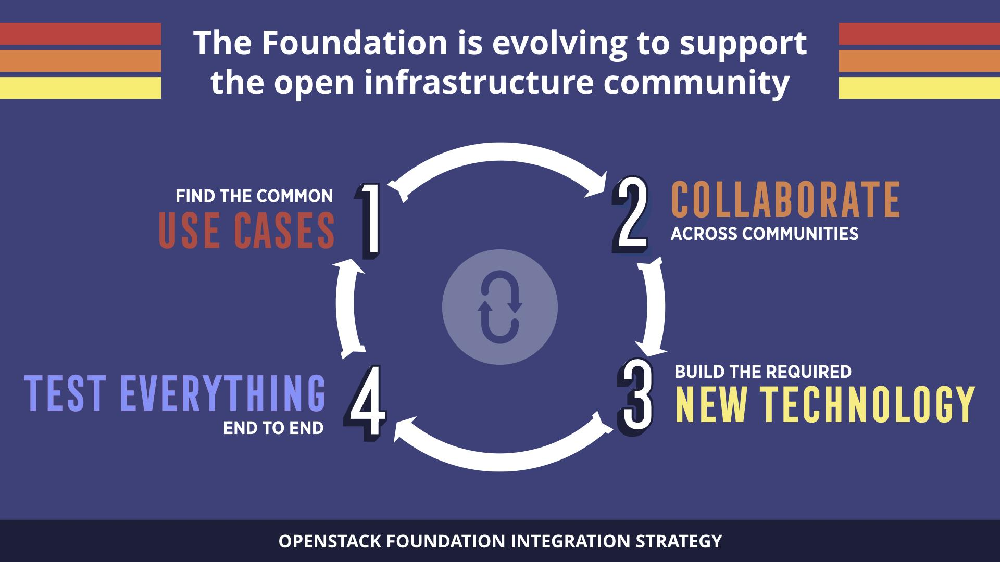 The Foundation is evolving to support
the open infrastructure community
1
FIND THE COMMON
USE CASES
2
COLLABORATE
ACROSS COMMUNITIES
3
BUILD THE REQUIRED
NEW TECHNOLOGY
4
TEST EVERYTHING
END TO END
OPENSTACK FOUNDATION INTEGRATION STRATEGY